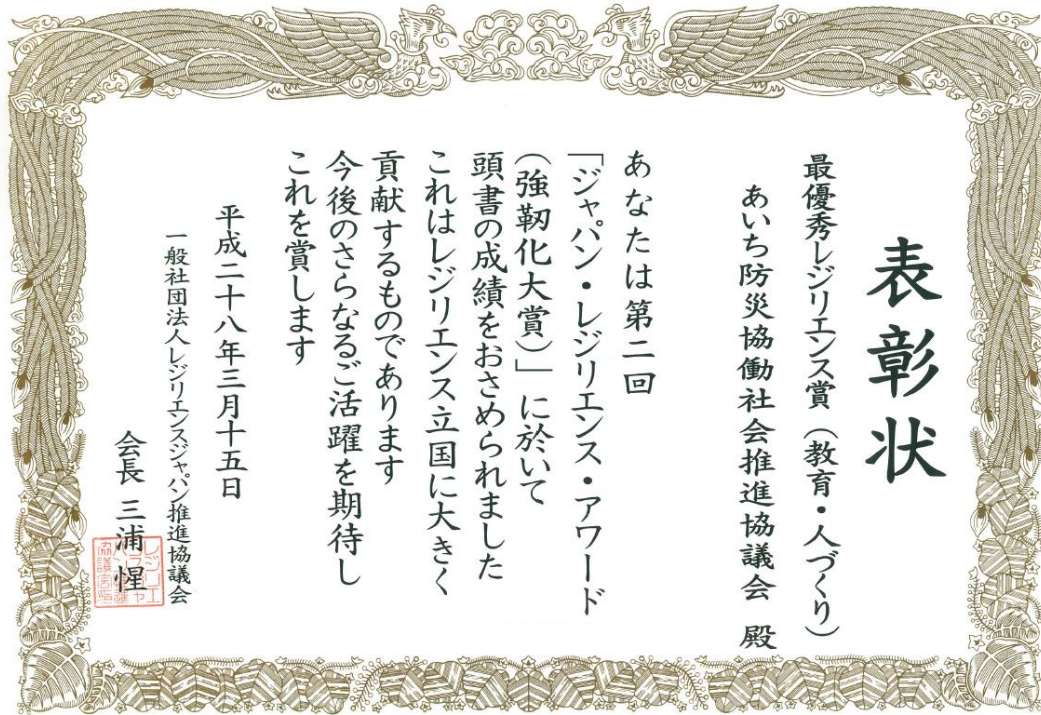 表彰状
最優秀レジリエンス賞（教育・人づくり）
あいち防災協働社会推進協議会 殿
あなたは第二回
「ジャパン・レジリエンス・アワード
（強靱化大賞）」に於いて
頭書の成績をおさめられました
これはレジリエンス立国に大きく
貢献するものであります
今後のさらなるご活躍を期待し
これを賞します
平成二十八年三月十五日
一般社団法人レジリエンスジャパン推進協議会
会長 三浦 惺